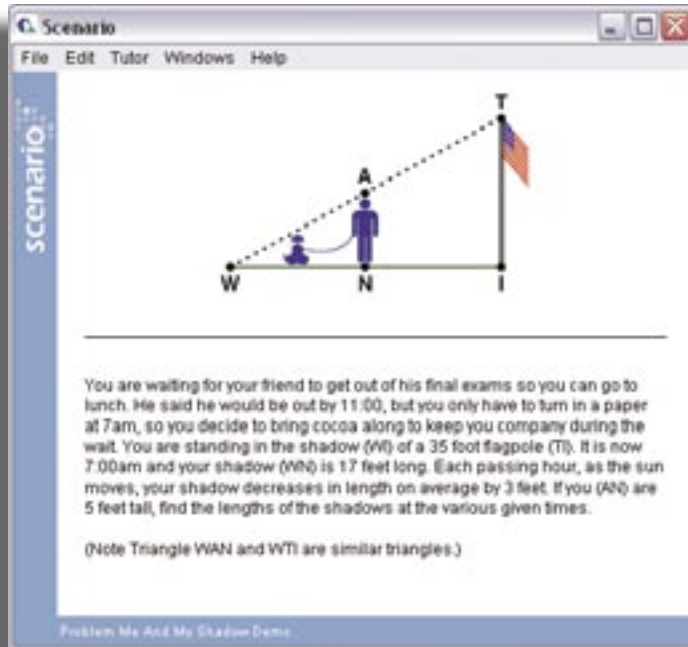 Scenario
File Edit Tutor Windows Help
scenario
T
A
W N I
You are waiting for your friend to get out of his final exams so you can go to
lunch. He said he would be out by 11:00, but you only have to turn in a paper
at 7am, so you decide to bring cocoa along to keep you company during the
wait. You are standing in the shadow (WI) of a 35 foot flagpole (TI). It is now
7:00am and your shadow (WN) is 17 feet long. Each passing hour, as the sun
moves, your shadow decreases in length on average by 3 feet. If you (AN) are
5 feet tall, find the lengths of the shadows at the various given times.
(Note Triangle WAN and WTI are similar triangles.)
Problem Me And My Shadow Demo